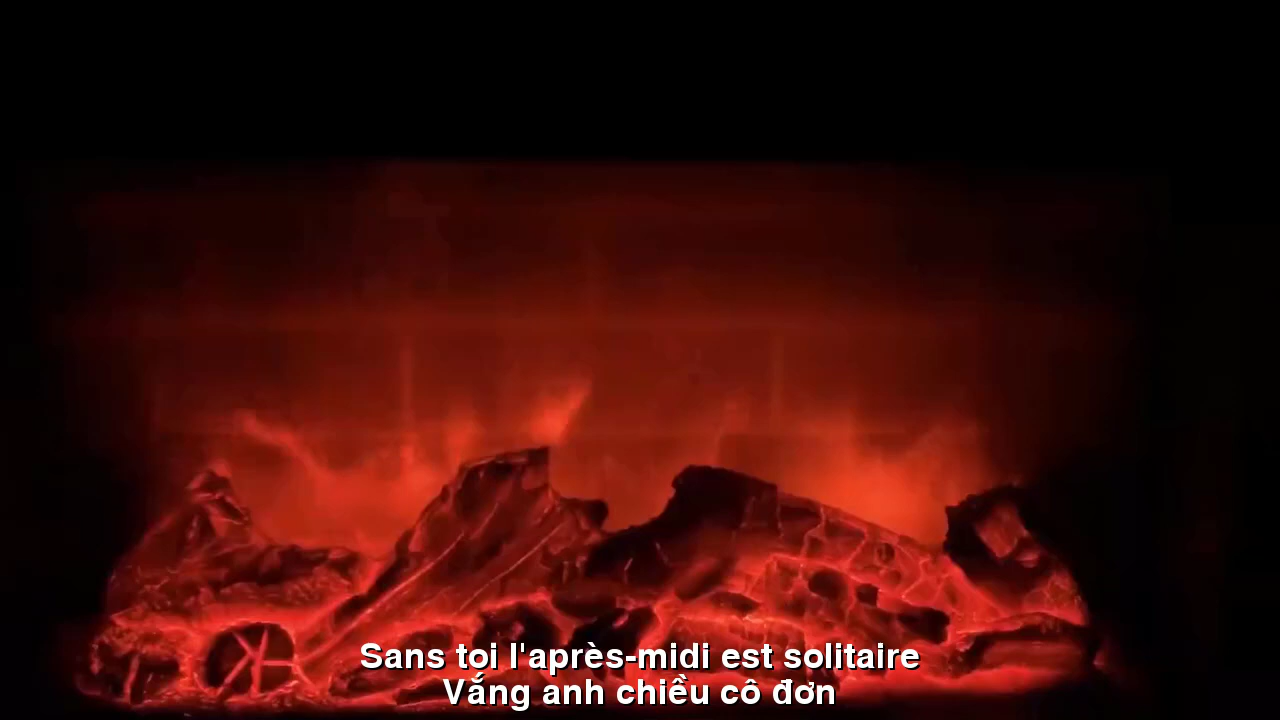 Sans toi l'après-midi est solitaire
Vắng anh chiều cô đơn